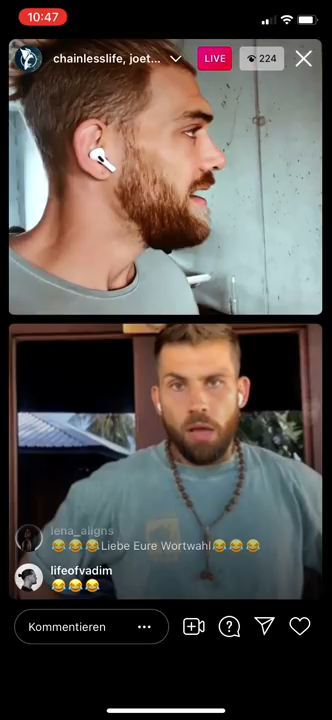 10:47
chainlesslife, joet...
LIVE
224
lena_aligns
😂😂😂Liebe Eure Wortwahl😂😂😂
lifeofvadim
😂😂😂
Kommentieren